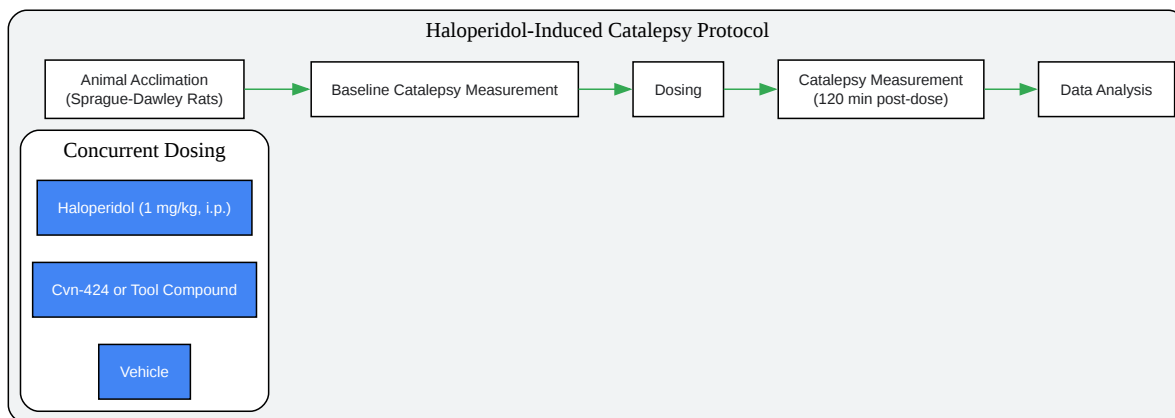 Haloperidol-Induced Catalepsy Protocol
Animal Acclimation
(Sprague-Dawley Rats)
Baseline Catalepsy Measurement
Dosing
Catalepsy Measurement
(120 min post-dose)
Data Analysis
Concurrent Dosing
Haloperidol (1 mg/kg, i.p.)
Cvn-424 or Tool Compound
Vehicle